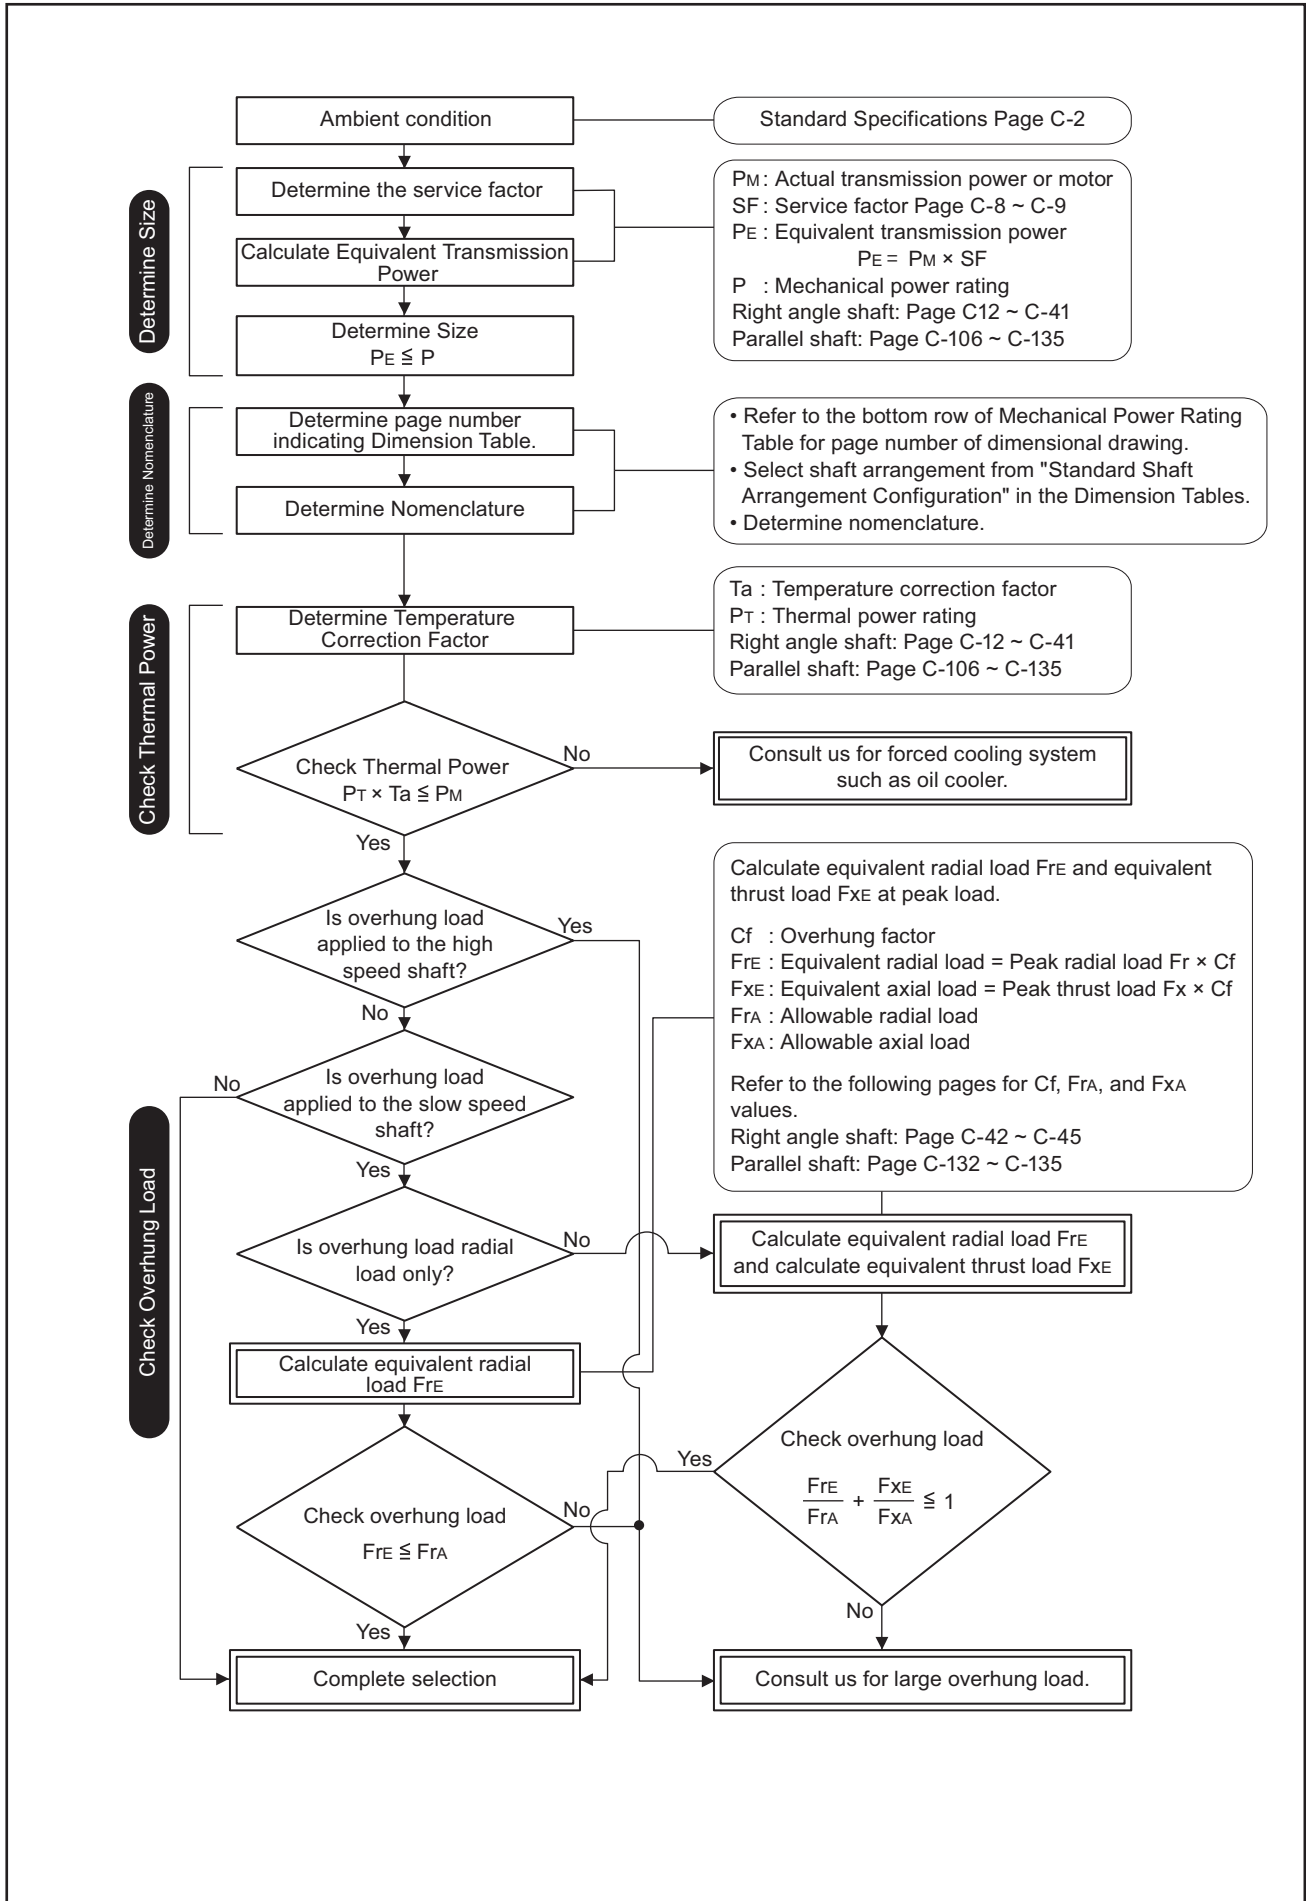 Ambient condition
Standard Specifications Page C-2
Determine Size
Determine the service factor
Calculate Equivalent Transmission
Power
Determine Size
PE ≦ P
PM : Actual transmission power or motor
SF : Service factor Page C-8 ~ C-9
PE : Equivalent transmission power
PE = PM × SF
P : Mechanical power rating
Right angle shaft: Page C12 ~ C-41
Parallel shaft: Page C-106 ~ C-135
Determine Nomenclature
Determine page number
indicating Dimension Table.
Determine Nomenclature
• Refer to the bottom row of Mechanical Power Rating
Table for page number of dimensional drawing.
• Select shaft arrangement from "Standard Shaft
Arrangement Configuration" in the Dimension Tables.
• Determine nomenclature.
Check Thermal Power
Determine Temperature
Correction Factor
Ta : Temperature correction factor
PT : Thermal power rating
Right angle shaft: Page C-12 ~ C-41
Parallel shaft: Page C-106 ~ C-135
Check Thermal Power
PT × Ta ≦ PM
No
Consult us for forced cooling system
such as oil cooler.
Yes
Check Overhung Load
Is overhung load
applied to the high
speed shaft?
Yes
No
Is overhung load
applied to the slow speed
shaft?
No
Yes
Calculate equivalent radial load FrE and equivalent
thrust load FxE at peak load.
Cf : Overhung factor
FrE : Equivalent radial load = Peak radial load Fr × Cf
FxE : Equivalent axial load = Peak thrust load Fx × Cf
FrA : Allowable radial load
FxA : Allowable axial load
Refer to the following pages for Cf, FrA, and FxA
values.
Right angle shaft: Page C-42 ~ C-45
Parallel shaft: Page C-132 ~ C-135
Is overhung load radial
load only?
No
Yes
Calculate equivalent radial load FrE
and calculate equivalent thrust load FxE
Calculate equivalent radial
load FrE
Check overhung load
FrE ≦ FrA
No
Yes
Check overhung load
FrE/FrA + FxE/FxA ≦ 1
Yes
No
Complete selection
Consult us for large overhung load.